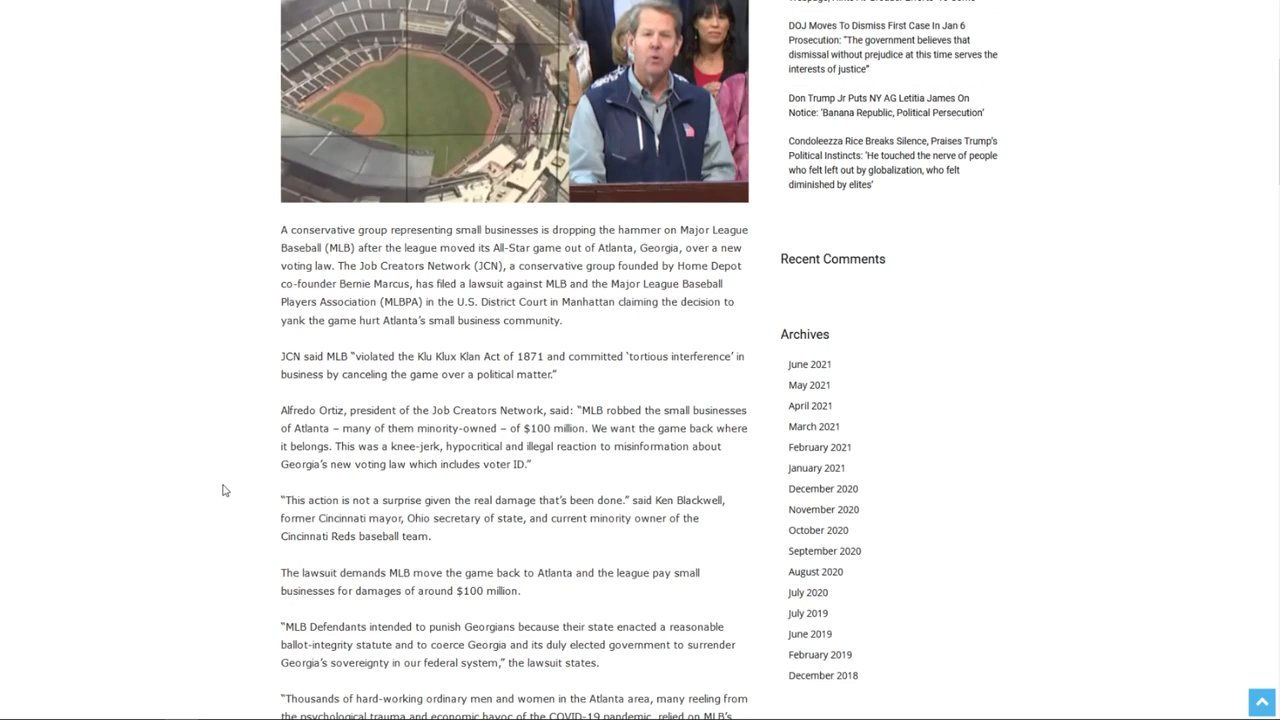 A conservative group representing small businesses is dropping the hammer on Major League
Baseball (MLB) after the league moved its All-Star game out of Atlanta, Georgia, over a new
voting law. The Job Creators Network (JCN), a conservative group founded by Home Depot
co-founder Bernie Marcus, has filed a lawsuit against MLB and the Major League Baseball
Players Association (MLBPA) in the U.S. District Court in Manhattan claiming the decision to
yank the game hurt Atlanta’s small business community.
JCN said MLB “violated the Klu Klux Klan Act of 1871 and committed ‘tortious interference’ in
business by canceling the game over a political matter.”
Alfredo Ortiz, president of the Job Creators Network, said: “MLB robbed the small businesses
of Atlanta – many of them minority-owned – of $100 million. We want the game back where
it belongs. This was a knee-jerk, hypocritical and illegal reaction to misinformation about
Georgia’s new voting law which includes voter ID.”
“This action is not a surprise given the real damage that’s been done.” said Ken Blackwell,
former Cincinnati mayor, Ohio secretary of state, and current minority owner of the
Cincinnati Reds baseball team.
The lawsuit demands MLB move the game back to Atlanta and the league pay small
businesses for damages of around $100 million.
“MLB Defendants intended to punish Georgians because their state enacted a reasonable
ballot-integrity statute and to coerce Georgia and its duly elected government to surrender
Georgia’s sovereignty in our federal system,” the lawsuit states.
“Thousands of hard-working ordinary men and women in the Atlanta area, many reeling from
the psychological trauma and economic havoc of the COVID-19 pandemic, relied on MLB’s
DOJ Moves To Dismiss First Case In Jan 6
Prosecution: “The government believes that
dismissal without prejudice at this time serves the
interests of justice”
Don Trump Jr Puts NY AG Letitia James On
Notice: ‘Banana Republic, Political Persecution’
Condoleezza Rice Breaks Silence, Praises Trump’s
Political Instincts: ‘He touched the nerve of people
who felt left out by globalization, who felt
diminished by elites’
Recent Comments
Archives
June 2021
May 2021
April 2021
March 2021
February 2021
January 2021
December 2020
November 2020
October 2020
September 2020
August 2020
July 2020
July 2019
June 2019
February 2019
December 2018